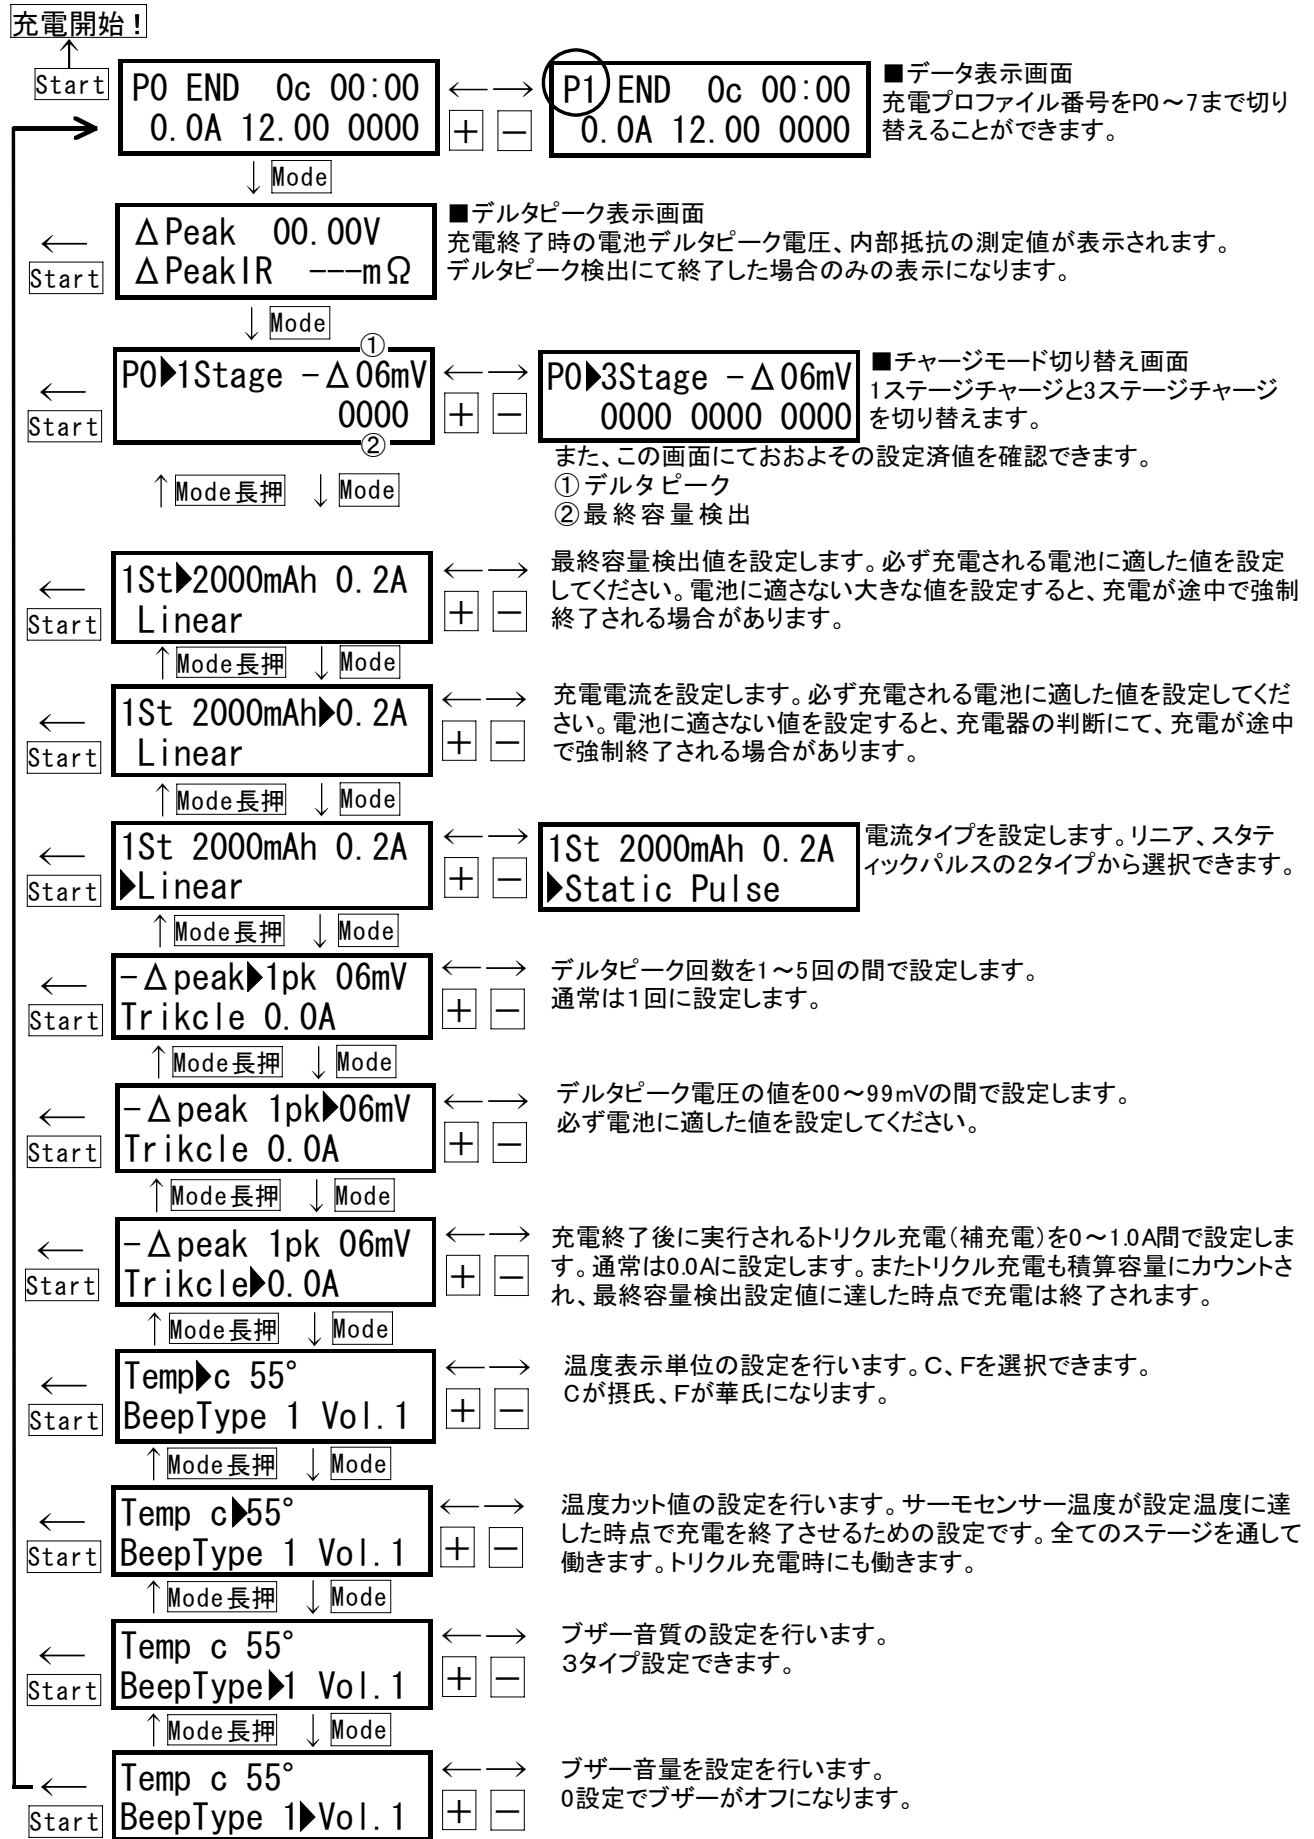 充電開始！
Start
P0 END 0c 00:00
0.0A 12.00 0000
←→
+ −
P1 END 0c 00:00
0.0A 12.00 0000
■データ表示画面
充電プロファイル番号をP0～7まで切り
替えることができます。
↓ Mode
←
Start
ΔPeak 00.00V
ΔPeakIR ---mΩ
■デルタピーク表示画面
充電終了時の電池デルタピーク電圧、内部抵抗の測定値が表示されます。
デルタピーク検出にて終了した場合のみの表示になります。
↓ Mode
←
Start
①
P0▶1Stage -Δ06mV
0000
②
←→
+ −
P0▶3Stage -Δ06mV
0000 0000 0000
■チャージモード切り替え画面
1ステージチャージと3ステージチャージ
を切り替えます。
また、この画面にておおよその設定済値を確認できます。
①デルタピーク
②最終容量検出
↑Mode長押 ↓Mode
←
Start
1St▶2000mAh 0.2A
Linear
←→
+ −
最終容量検出値を設定します。必ず充電される電池に適した値を設定
してください。電池に適さない大きな値を設定すると、充電が途中で強制
終了される場合があります。
↑Mode長押 ↓Mode
←
Start
1St 2000mAh▶0.2A
Linear
←→
+ −
充電電流を設定します。必ず充電される電池に適した値を設定してくだ
さい。電池に適さない値を設定すると、充電器の判断にて、充電が途中
で強制終了される場合があります。
↑Mode長押 ↓Mode
←
Start
1St 2000mAh 0.2A
▶Linear
←→
+ −
1St 2000mAh 0.2A
▶Static Pulse
電流タイプを設定します。リニア、スタテ
ィックパルスの２タイプから選択できます。
↑Mode長押 ↓Mode
←
Start
-Δpeak▶1pk 06mV
Trikcle 0.0A
←→
+ −
デルタピーク回数を1～5回の間で設定します。
通常は１回に設定します。
↑Mode長押 ↓Mode
←
Start
-Δpeak 1pk▶06mV
Trikcle 0.0A
←→
+ −
デルタピーク電圧の値を00～99mVの間で設定します。
必ず電池に適した値を設定してください。
↑Mode長押 ↓Mode
←
Start
-Δpeak 1pk 06mV
Trikcle▶0.0A
←→
+ −
充電終了後に実行されるトリクル充電（補充電）を0～1.0A間で設定しま
す。通常は0.0Aに設定します。またトリクル充電も積算容量にカウントさ
れ、最終容量検出設定値に達した時点で充電は終了されます。
↑Mode長押 ↓Mode
←
Start
Temp▶c 55°
BeepType 1 Vol.1
←→
+ −
温度表示単位の設定を行います。C、Fを選択できます。
Cが摂氏、Fが華氏になります。
↑Mode長押 ↓Mode
←
Start
Temp c▶55°
BeepType 1 Vol.1
←→
+ −
温度カット値の設定を行います。サーモセンサー温度が設定温度に達
した時点で充電を終了させるための設定です。全てのステージを通して
働きます。トリクル充電時にも働きます。
↑Mode長押 ↓Mode
←
Start
Temp c 55°
BeepType▶1 Vol.1
←→
+ −
ブザー音質の設定を行います。
３タイプ設定できます。
↑Mode長押 ↓Mode
←
Start
Temp c 55°
BeepType 1▶Vol.1
←→
+ −
ブザー音量を設定を行います。
0設定でブザーがオフになります。